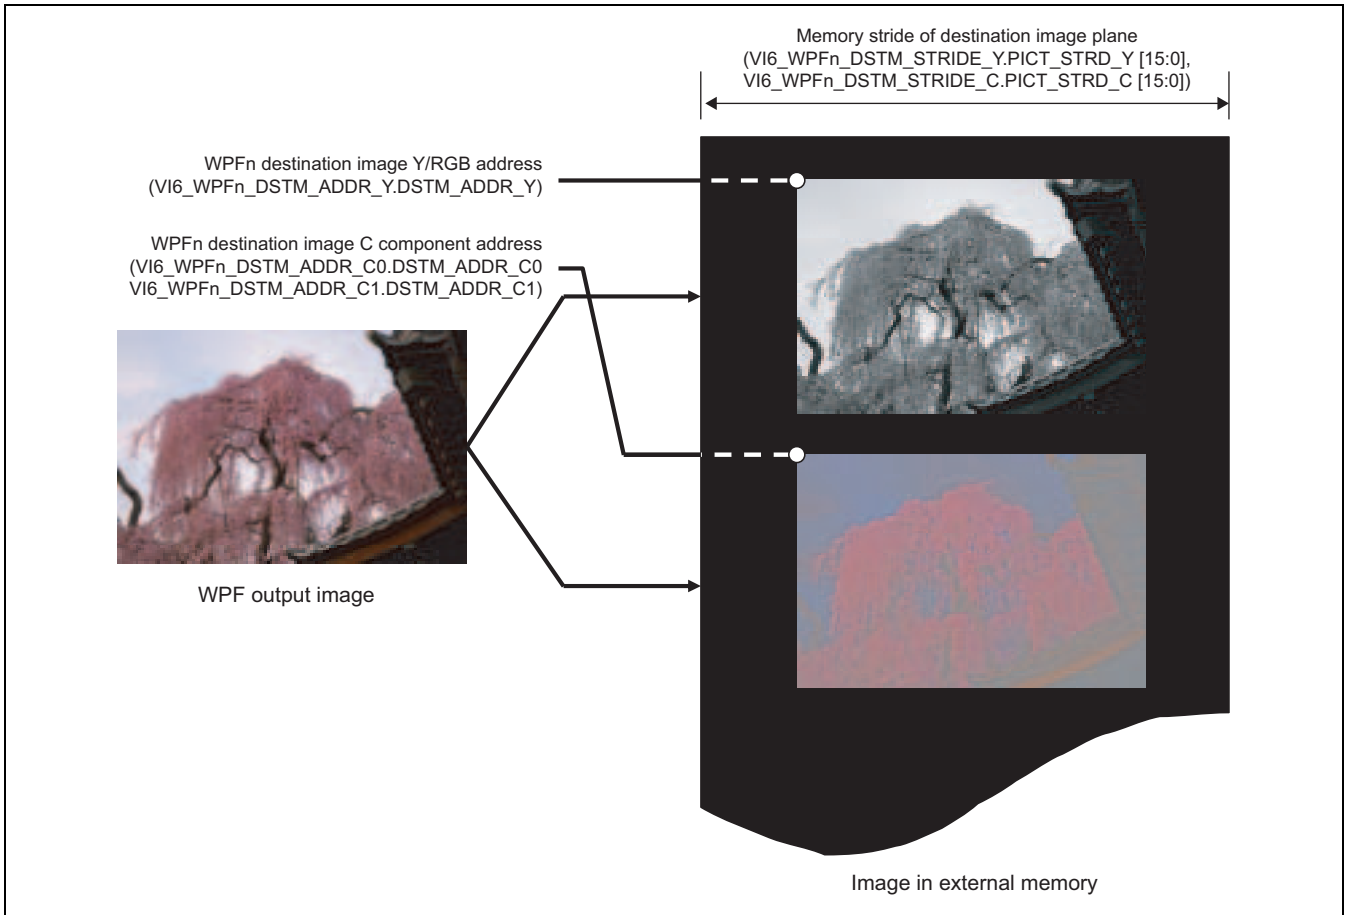 Memory stride of destination image plane
(VI6_WPFn_DSTM_STRIDE_Y.PICT_STRD_Y [15:0],
VI6_WPFn_DSTM_STRIDE_C.PICT_STRD_C [15:0])
WPFn destination image Y/RGB address
(VI6_WPFn_DSTM_ADDR_Y.DSTM_ADDR_Y)
WPFn destination image C component address
(VI6_WPFn_DSTM_ADDR_C0.DSTM_ADDR_C0
VI6_WPFn_DSTM_ADDR_C1.DSTM_ADDR_C1)
WPF output image
Image in external memory